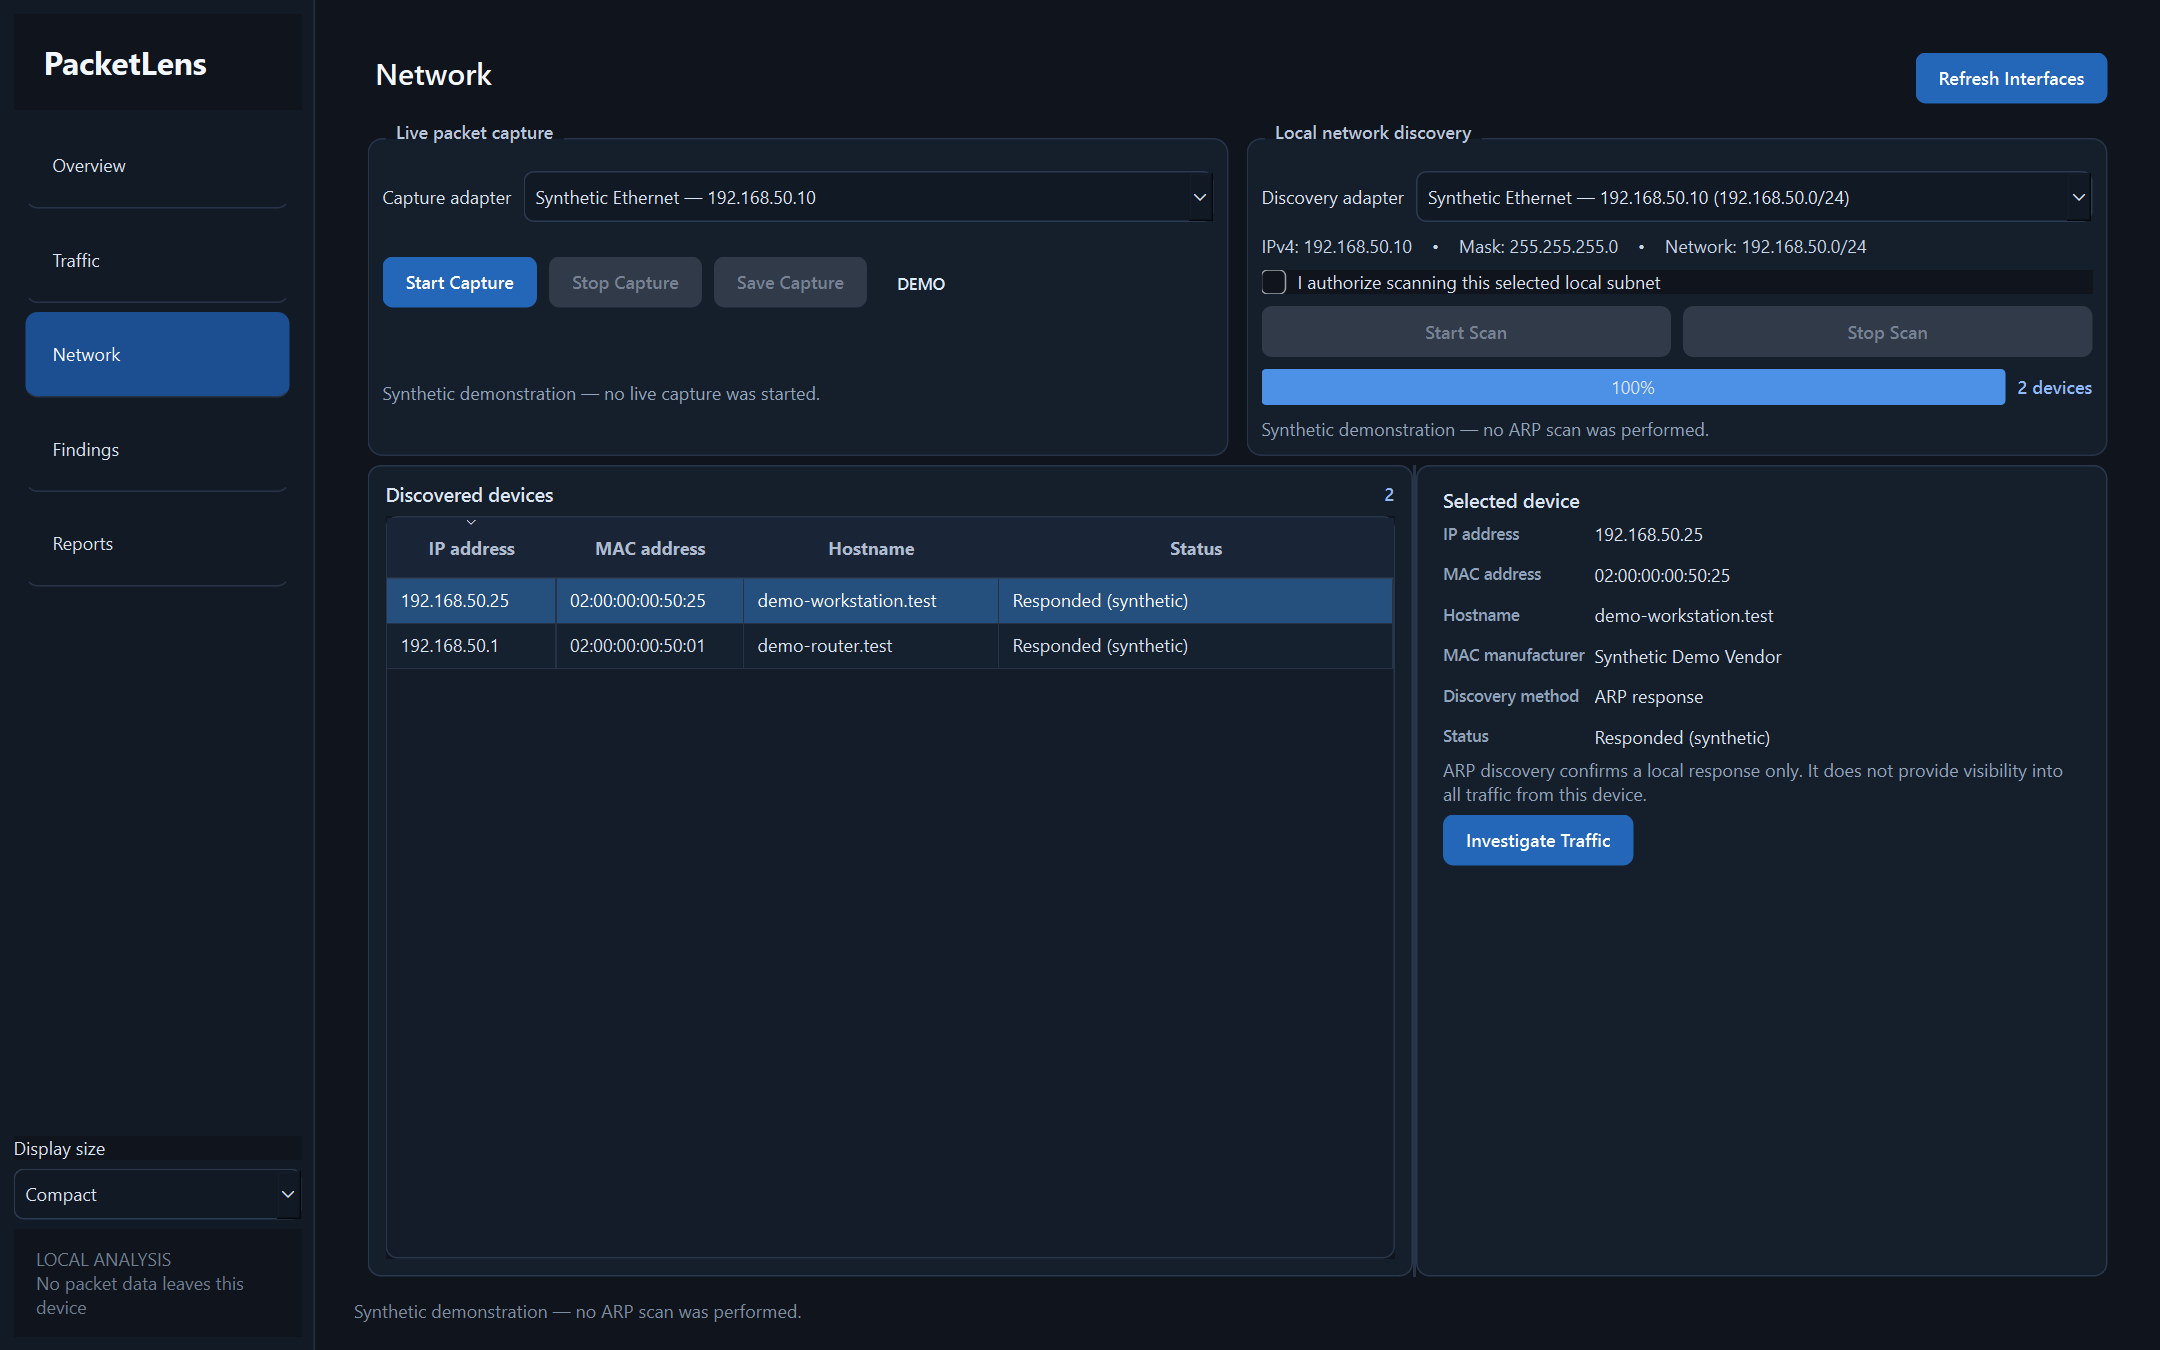 PacketLens
Overview
Traffic
Network
Findings
Reports
Display size
Compact
LOCAL ANALYSIS
No packet data leaves this
device
Network
Refresh Interfaces
Live packet capture
Capture adapter
Synthetic Ethernet — 192.168.50.10
Start Capture
Stop Capture
Save Capture
DEMO
Synthetic demonstration — no live capture was started.
Local network discovery
Discovery adapter
Synthetic Ethernet — 192.168.50.10 (192.168.50.0/24)
IPv4: 192.168.50.10 • Mask: 255.255.255.0 • Network: 192.168.50.0/24
I authorize scanning this selected local subnet
Start Scan
Stop Scan
100%
2 devices
Synthetic demonstration — no ARP scan was performed.
Discovered devices
2
IP address MAC address Hostname Status
192.168.50.25 02:00:00:00:50:25 demo-workstation.test Responded (synthetic)
192.168.50.1 02:00:00:00:50:01 demo-router.test Responded (synthetic)
Selected device
IP address 192.168.50.25
MAC address 02:00:00:00:50:25
Hostname demo-workstation.test
MAC manufacturer Synthetic Demo Vendor
Discovery method ARP response
Status Responded (synthetic)
ARP discovery confirms a local response only. It does not provide visibility into
all traffic from this device.
Investigate Traffic
Synthetic demonstration — no ARP scan was performed.